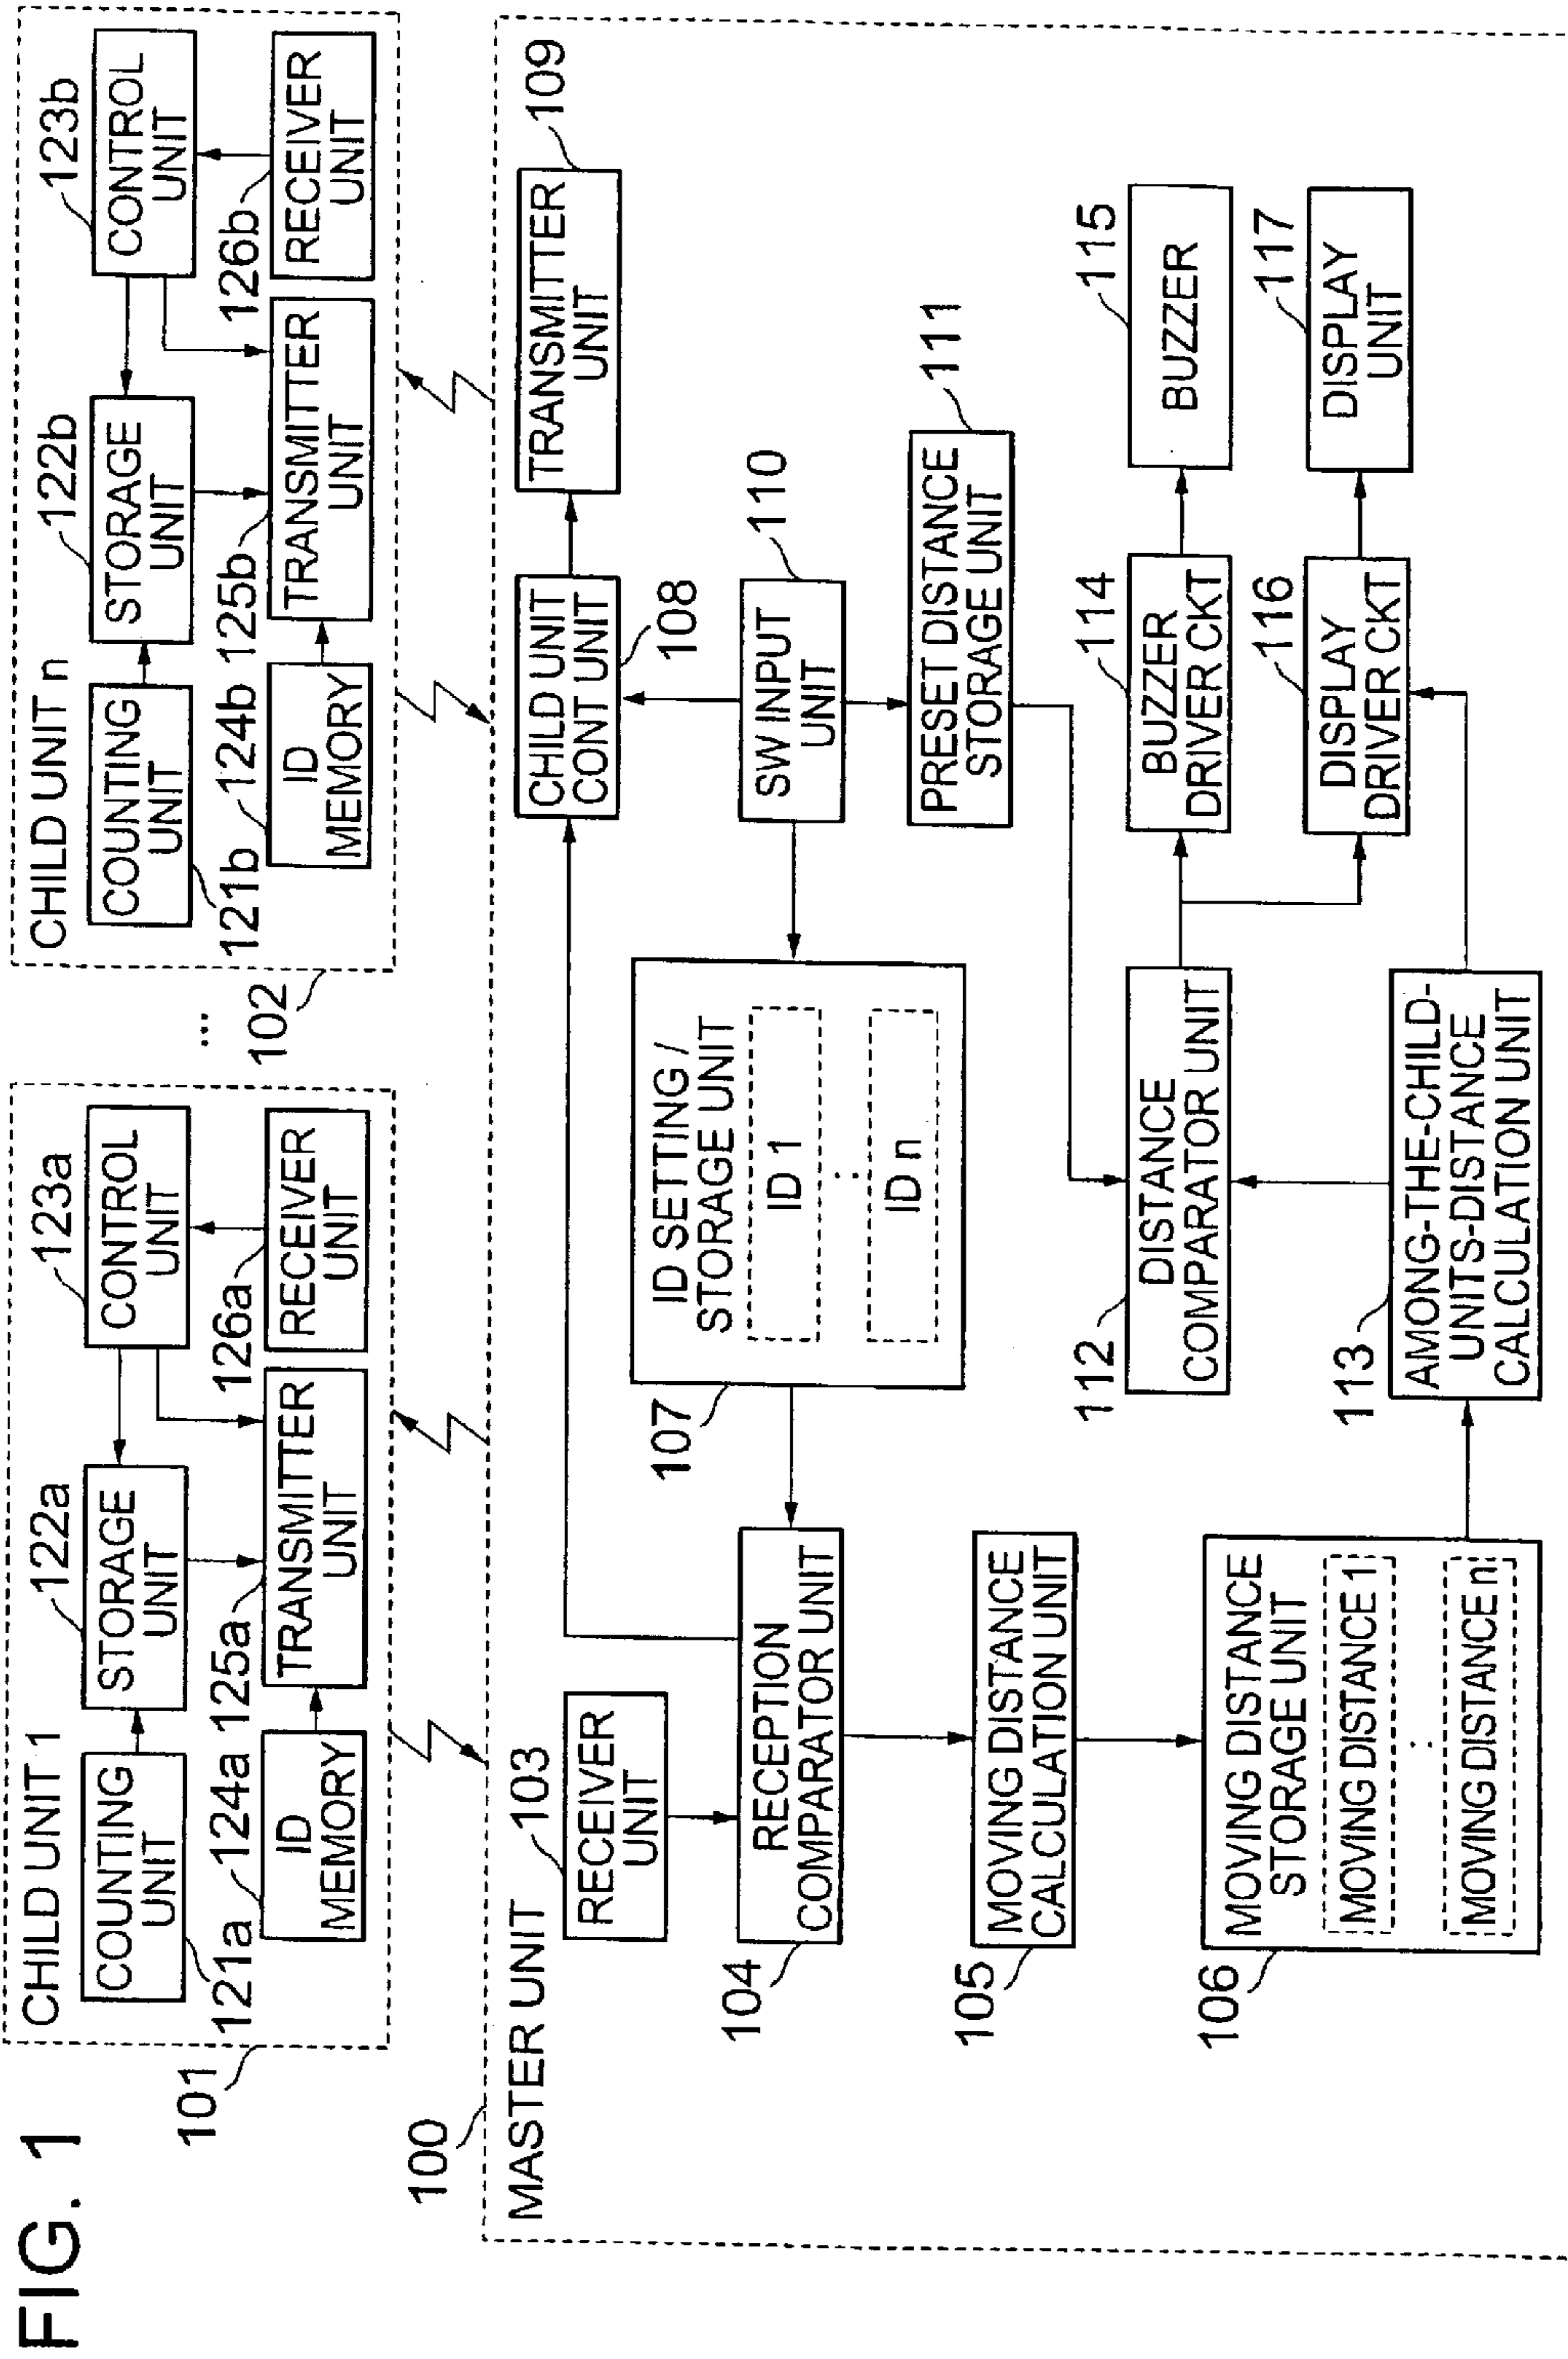 FIG. 1
101
CHILD UNIT 1
COUNTING
UNIT
121a
122a
STORAGE
UNIT
123a
CONTROL
UNIT
124a
ID
MEMORY
125a
TRANSMITTER
UNIT
126a
RECEIVER
UNIT
...
102
CHILD UNIT n
COUNTING
UNIT
121b
122b
STORAGE
UNIT
123b
CONTROL
UNIT
124b
ID
MEMORY
125b
TRANSMITTER
UNIT
126b
RECEIVER
UNIT
100
MASTER UNIT
103
RECEIVER
UNIT
104
RECEPTION
COMPARATOR UNIT
105
MOVING DISTANCE
CALCULATION UNIT
106
MOVING DISTANCE
STORAGE UNIT
MOVING DISTANCE 1
:
MOVING DISTANCE n
107
ID SETTING /
STORAGE UNIT
ID 1
:
ID n
CHILD UNIT
CONT UNIT
108
TRANSMITTER
UNIT
109
SW INPUT
UNIT
110
PRESET DISTANCE
STORAGE UNIT
111
112
DISTANCE
COMPARATOR UNIT
113
AMONG-THE-CHILD-
UNITS-DISTANCE
CALCULATION UNIT
114
BUZZER
DRIVER CKT
115
BUZZER
116
DISPLAY
DRIVER CKT
117
DISPLAY
UNIT